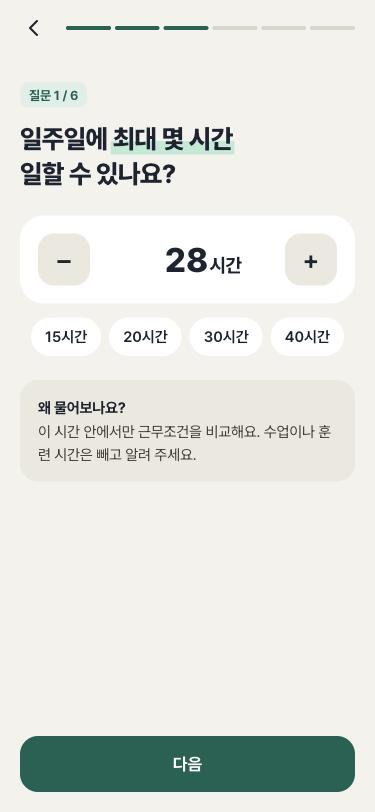 질문 1 / 6
일주일에 최대 몇 시간
일할 수 있나요?
− 28시간 +
15시간 20시간 30시간 40시간
왜 물어보나요?
이 시간 안에서만 근무조건을 비교해요. 수업이나 훈
련 시간은 빼고 알려 주세요.
다음